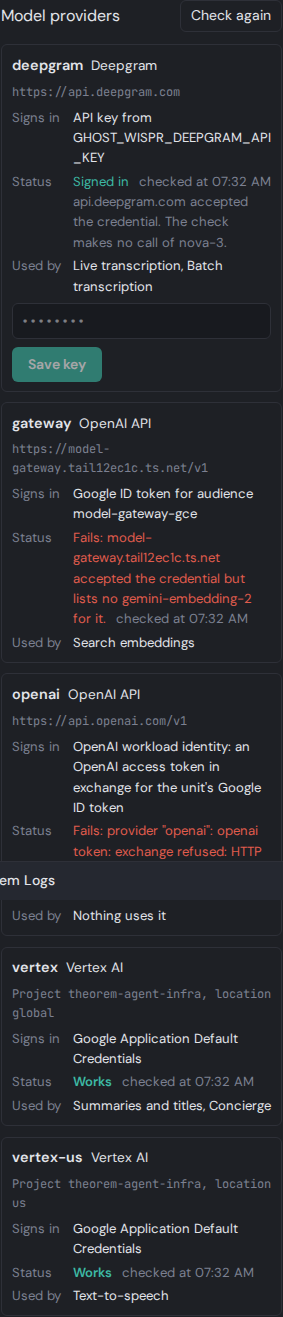 Model providers
Check again
deepgram Deepgram
https://api.deepgram.com
Signs in API key from
GHOST_WISPR_DEEPGRAM_API
_KEY
Status Signed in checked at 07:32 AM
api.deepgram.com accepted
the credential. The check
makes no call of nova-3.
Used by Live transcription, Batch
transcription
••••••••
Save key
gateway OpenAI API
https://model-
gateway.tail12ec1c.ts.net/v1
Signs in Google ID token for audience
model-gateway-gce
Status Fails: model-
gateway.tail12ec1c.ts.net
accepted the credential but
lists no gemini-embedding-2
for it. checked at 07:32 AM
Used by Search embeddings
openai OpenAI API
https://api.openai.com/v1
Signs in OpenAI workload identity: an
OpenAI access token in
exchange for the unit's Google
ID token
Status Fails: provider "openai": openai
token: exchange refused: HTTP
em Logs
Used by Nothing uses it
vertex Vertex AI
Project theorem-agent-infra, location
global
Signs in Google Application Default
Credentials
Status Works checked at 07:32 AM
Used by Summaries and titles, Concierge
vertex-us Vertex AI
Project theorem-agent-infra, location
us
Signs in Google Application Default
Credentials
Status Works checked at 07:32 AM
Used by Text-to-speech